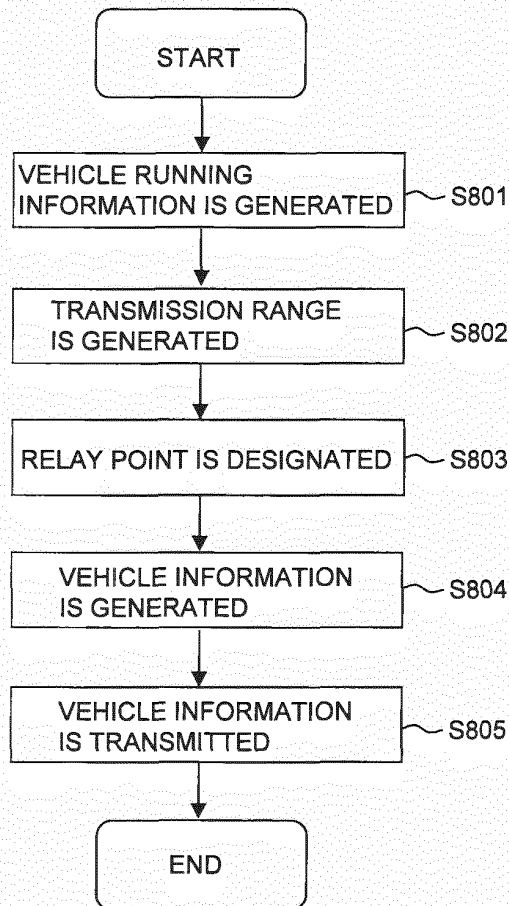 START
VEHICLE RUNNING
INFORMATION IS GENERATED
S801
TRANSMISSION RANGE
IS GENERATED
S802
RELAY POINT IS DESIGNATED
S803
VEHICLE INFORMATION
IS GENERATED
S804
VEHICLE INFORMATION
IS TRANSMITTED
S805
END